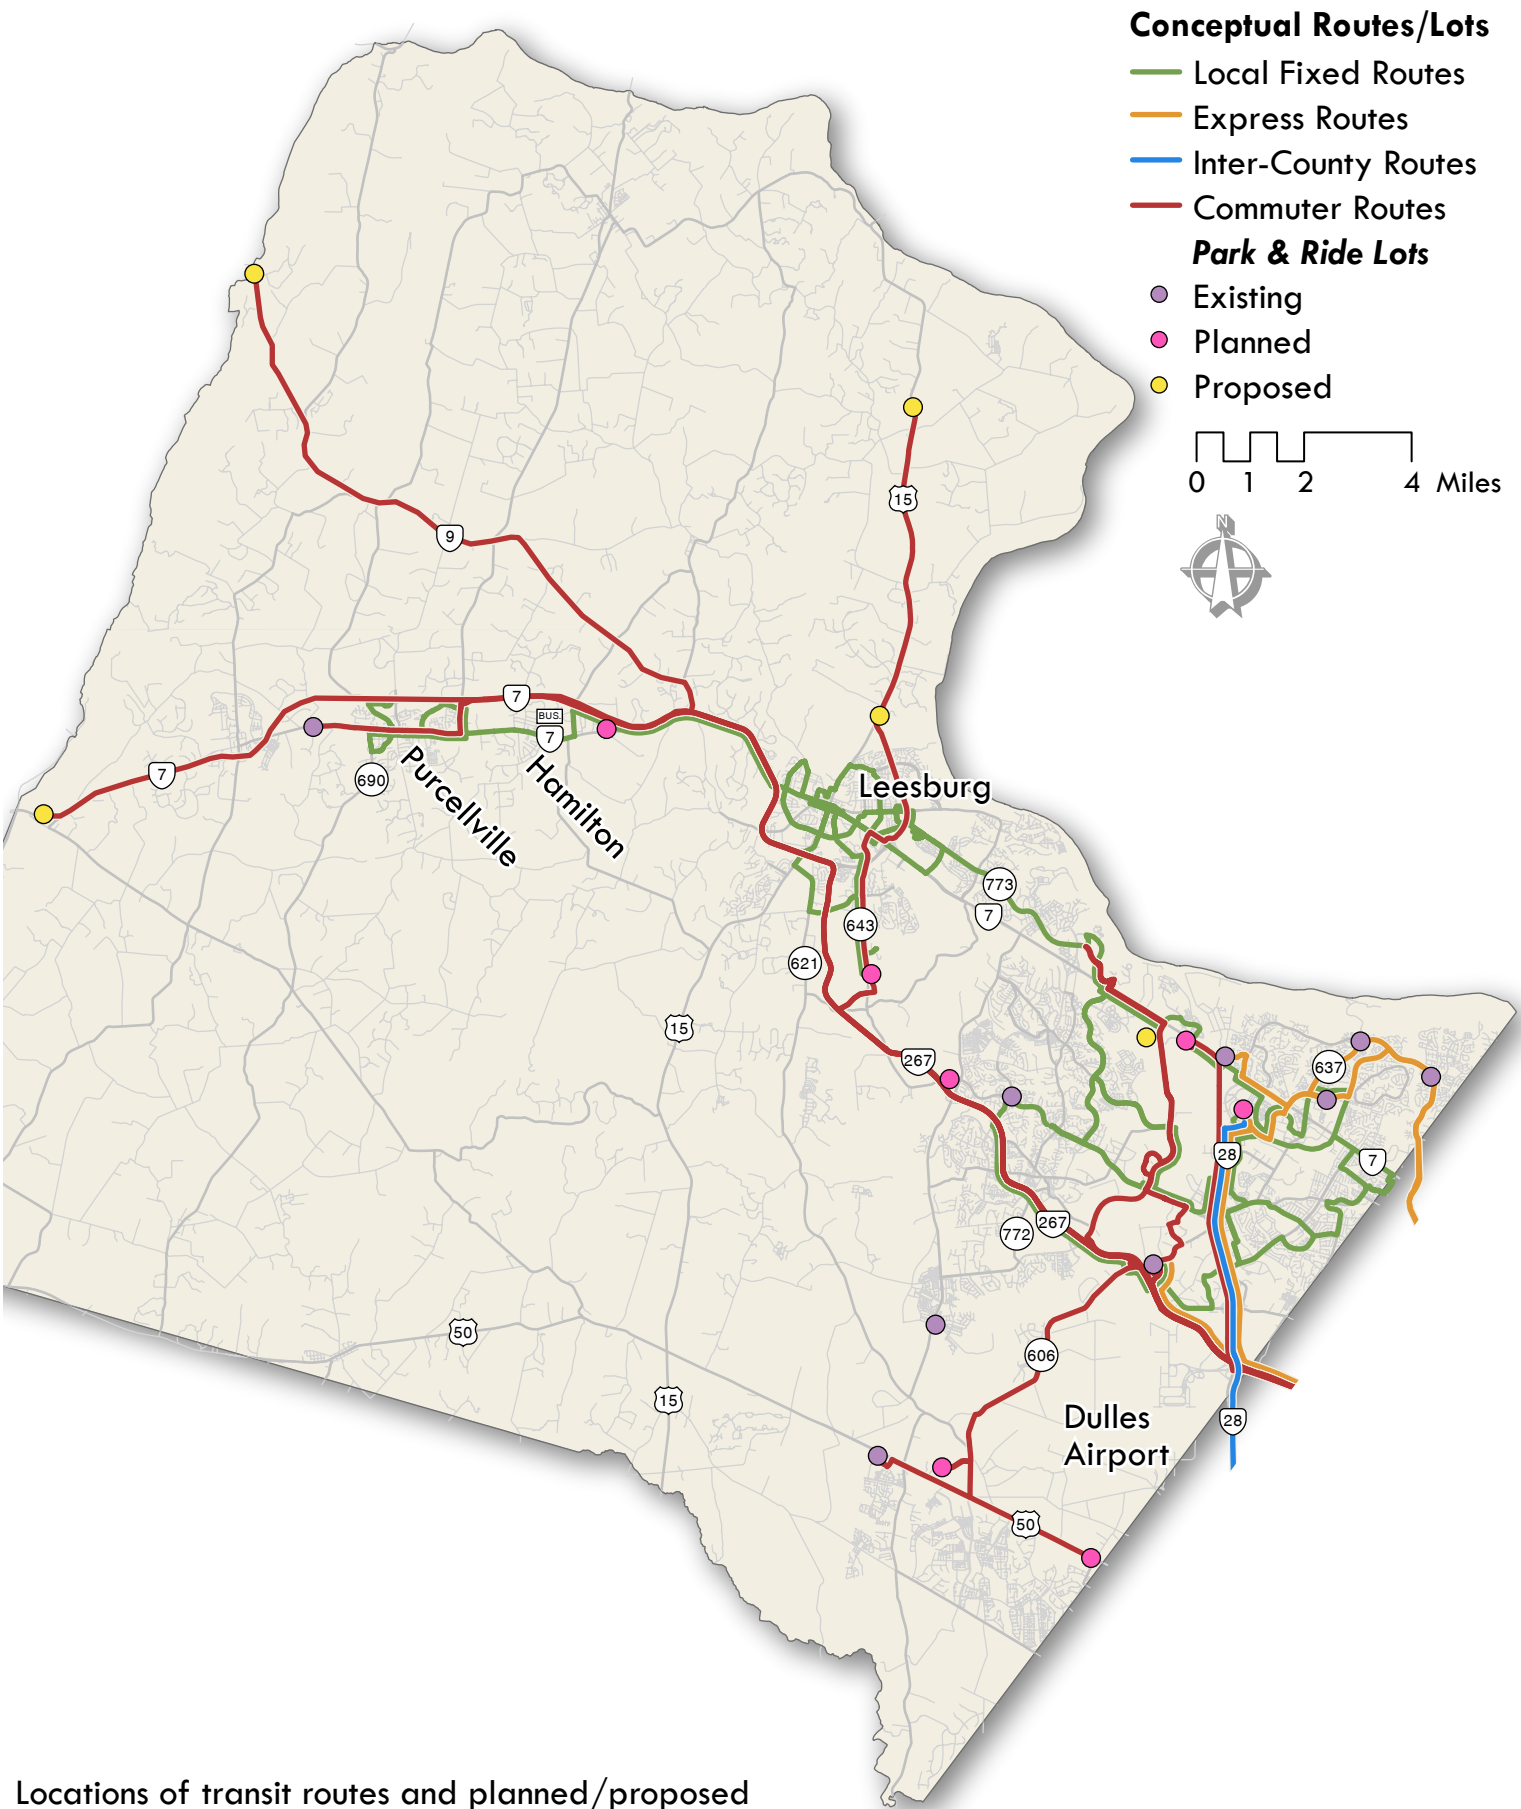 Conceptual Routes/Lots
Local Fixed Routes
Express Routes
Inter-County Routes
Commuter Routes
Park & Ride Lots
Existing
Planned
Proposed
0 1 2 4 Miles
N
15
9
7
BUS.
7
7
690
Purcellville
Hamilton
Leesburg
773
7
643
621
15
267
637
28
7
772
267
50
606
15
Dulles
Airport
28
50
Locations of transit routes and planned/proposed